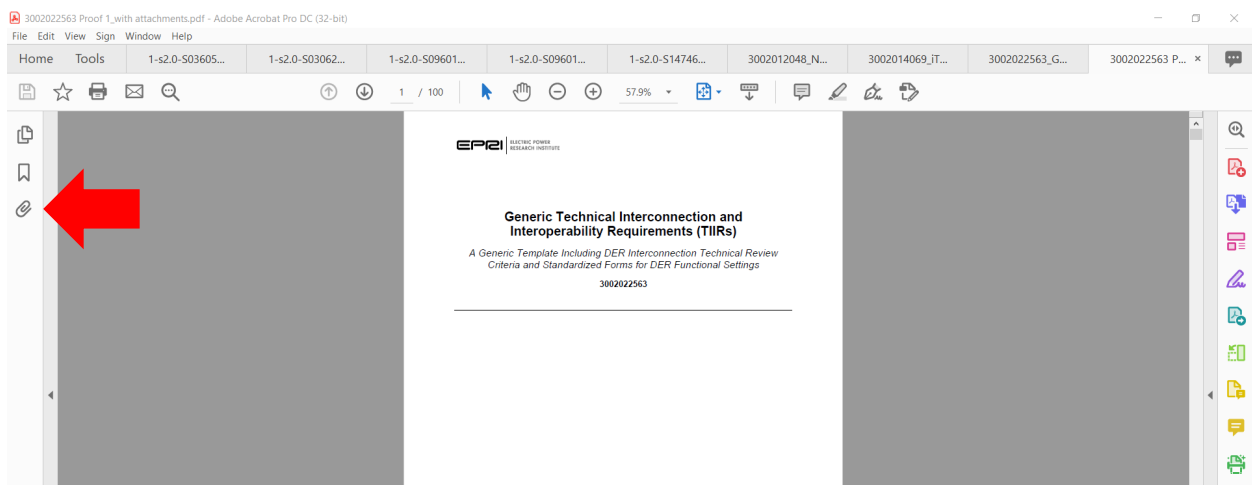 3002022563 Proof 1_with attachments.pdf - Adobe Acrobat Pro DC (32-bit)
File Edit View Sign Window Help
Home Tools 1-s2.0-S03605... 1-s2.0-S03062... 1-s2.0-S09601... 1-s2.0-S09601... 1-s2.0-S14746... 3002012048_N... 3002014069_iT... 3002022563_G... 3002022563 P... ×
1 / 100 57.9%
EPRI ELECTRIC POWER
RESEARCH INSTITUTE
Generic Technical Interconnection and
Interoperability Requirements (TIIRs)
A Generic Template Including DER Interconnection Technical Review
Criteria and Standardized Forms for DER Functional Settings
3002022563